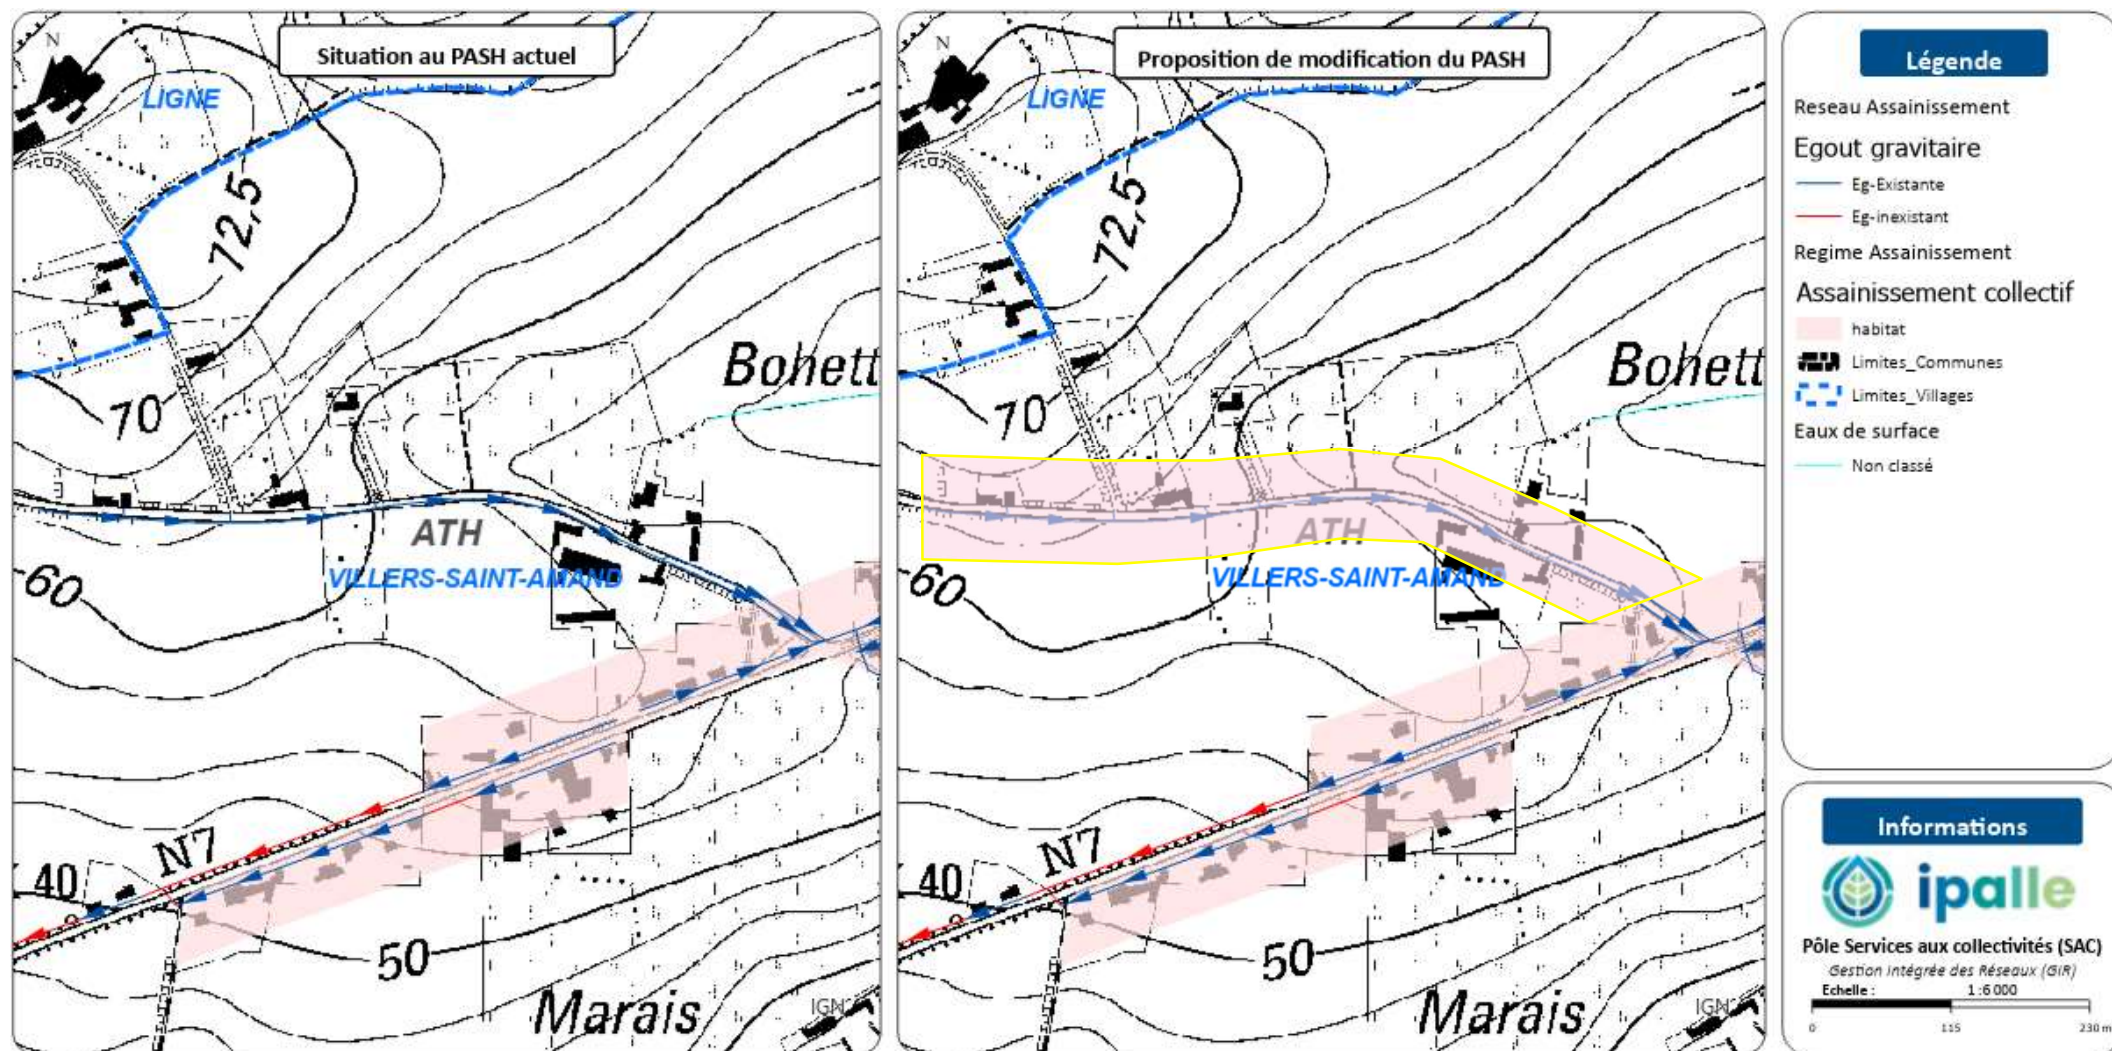 Situation au PASH actuel
N
LIGNE
12,5
Bohett
70
ATH
VILLERS-SAINT-AMAND
60
N7
40
50
Marais
IGN
Proposition de modification du PASH
N
LIGNE
12,5
Bohett
70
ATH
VILLERS-SAINT-AMAND
60
N7
40
50
Marais
IGN
Légende
Reseau Assainissement
Egout gravitaire
Eg-Existante
Eg-inexistant
Regime Assainissement
Assainissement collectif
habitat
Limites_Communes
Limites_Villages
Eaux de surface
Non classé
Informations
ipalle
Pôle Services aux collectivités (SAC)
Gestion Intégrée des Réseaux (GIR)
Echelle : 1:6 000
0 115 230 m